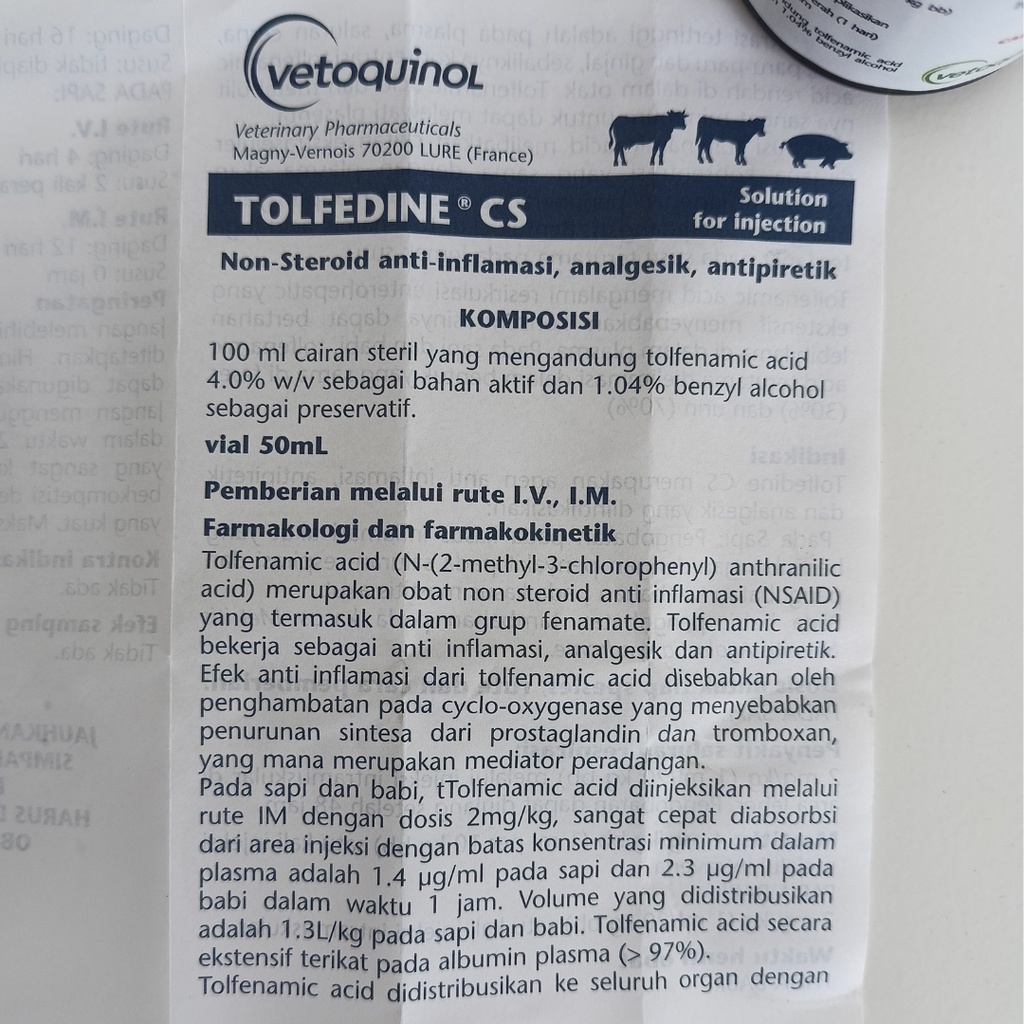 vetoquinol
Veterinary Pharmaceuticals
Magny-Vernois 70200 LURE (France)
TOLFEDINE ® CS
Solution
for injection
Non-Steroid anti-inflamasi, analgesik, antipiretik
KOMPOSISI
100 ml cairan steril yang mengandung tolfenamic acid
4.0% w/v sebagai bahan aktif dan 1.04% benzyl alcohol
sebagai preservatif.
vial 50mL
Pemberian melalui rute I.V., I.M.
Farmakologi dan farmakokinetik
Tolfenamic acid (N-(2-methyl-3-chlorophenyl) anthranilic
acid) merupakan obat non steroid anti inflamasi (NSAID)
yang termasuk dalam grup fenamate. Tolfenamic acid
bekerja sebagai anti inflamasi, analgesik dan antipiretik.
Efek anti inflamasi dari tolfenamic acid disebabkan oleh
penghambatan pada cyclo-oxygenase yang menyebabkan
penurunan sintesa dari prostaglandin dan tromboxan,
yang mana merupakan mediator peradangan.
Pada sapi dan babi, tTolfenamic acid diinjeksikan melalui
rute IM dengan dosis 2mg/kg, sangat cepat diabsorbsi
dari area injeksi dengan batas konsentrasi minimum dalam
plasma adalah 1.4 µg/ml pada sapi dan 2.3 µg/ml pada
babi dalam waktu 1 jam. Volume yang didistribusikan
adalah 1.3L/kg pada sapi dan babi. Tolfenamic acid secara
ekstensif terikat pada albumin plasma (> 97%).
Tolfenamic acid didistribusikan ke seluruh organ dengan
(1 hari)
tolfenamic acid
1.04% benzyl alcohol